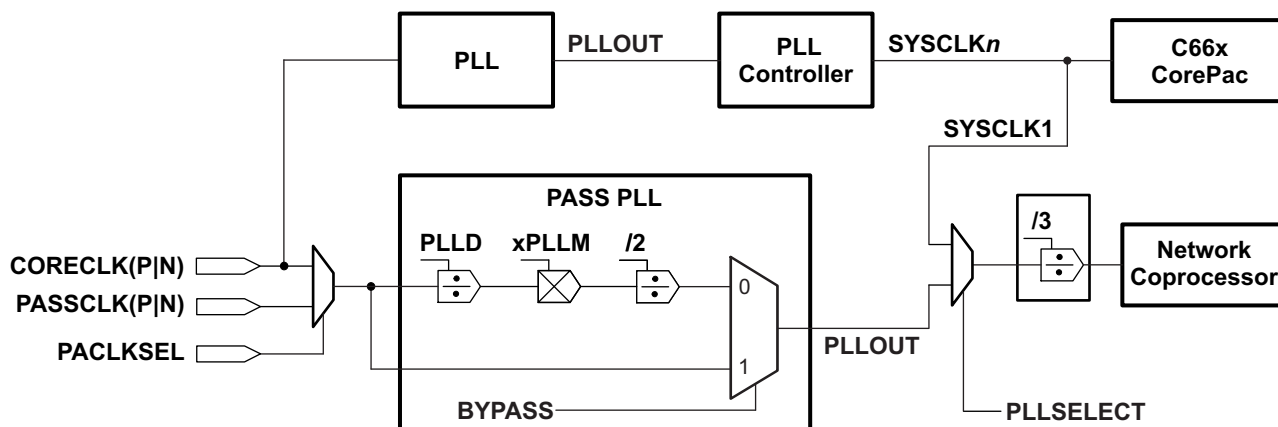 PLL
PLLOUT
PLL
Controller
SYSCLKn
C66x
CorePac
SYSCLK1
PASS PLL
PLLD
xPLLM
/2
/3
CORECLK(P|N)
PASSCLK(P|N)
PACLKSEL
0
1
BYPASS
PLLOUT
Network
Coprocessor
PLLSELECT